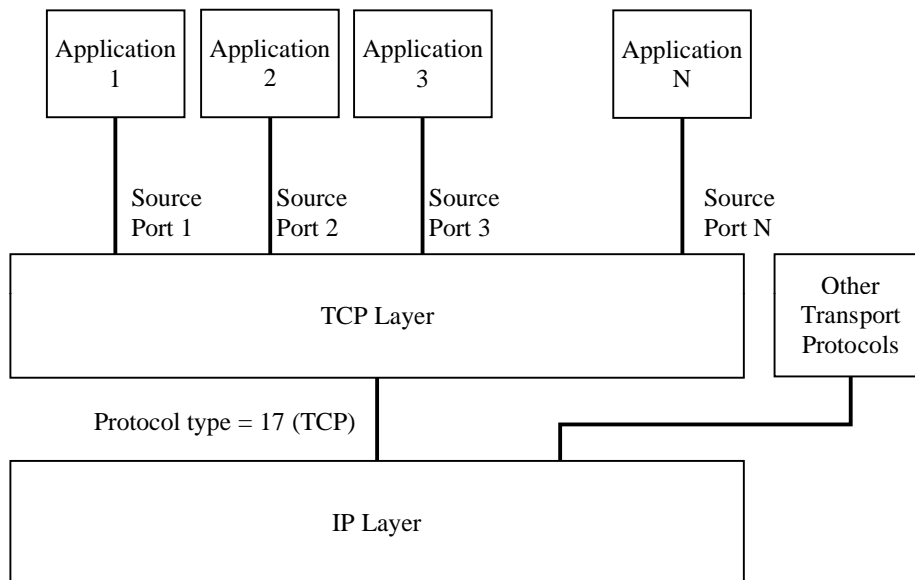 Application
1
Application
2
Application
3
Application
N
Source
Port 1
Source
Port 2
Source
Port 3
Source
Port N
TCP Layer
Other
Transport
Protocols
Protocol type = 17 (TCP)
IP Layer